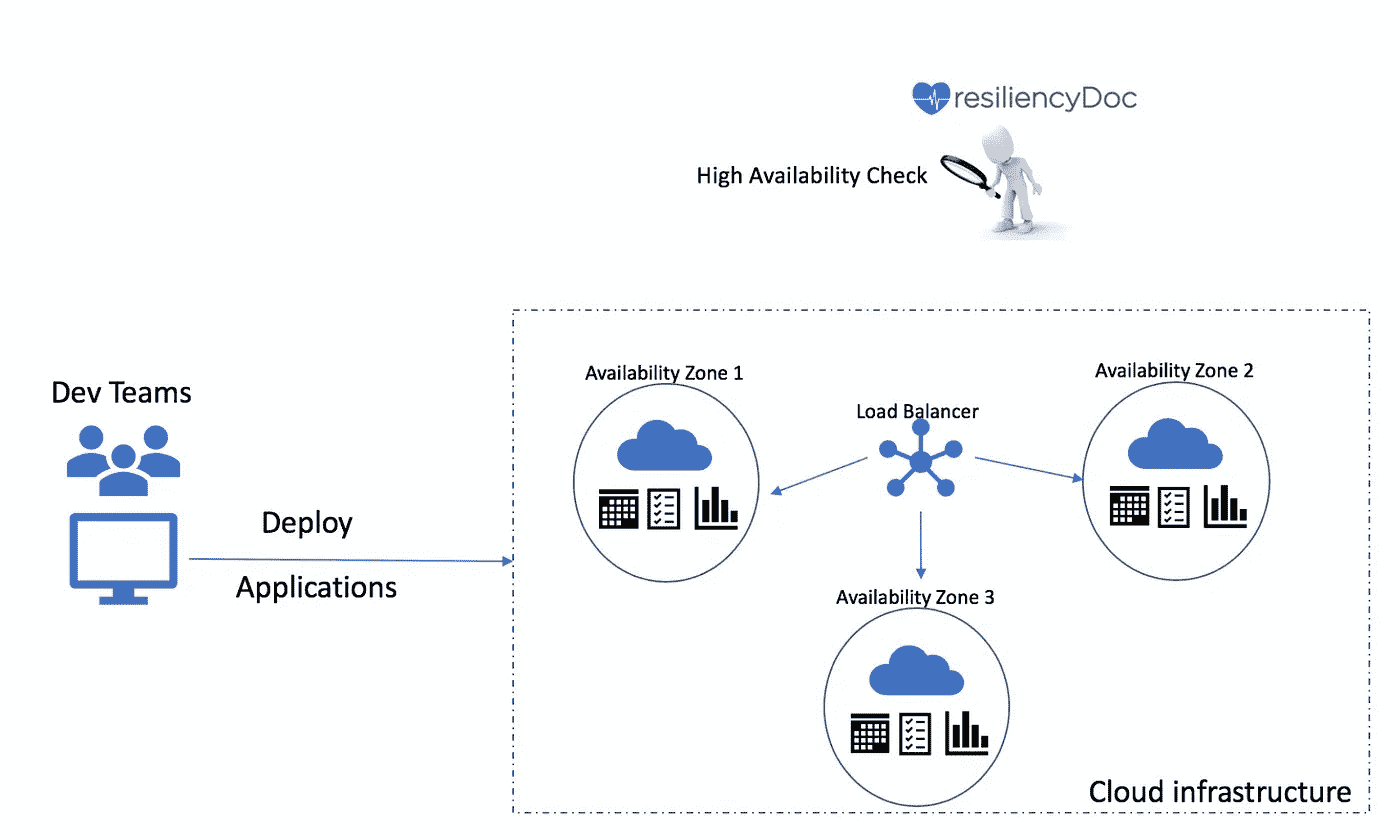 resiliencyDoc
High Availability Check
Dev Teams
Deploy
Applications
Availability Zone 1
Load Balancer
Availability Zone 2
Availability Zone 3
Cloud infrastructure